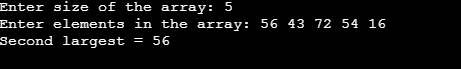 Enter size of the array: 5
Enter elements in the array: 56 43 72 54 16
Second largest = 56